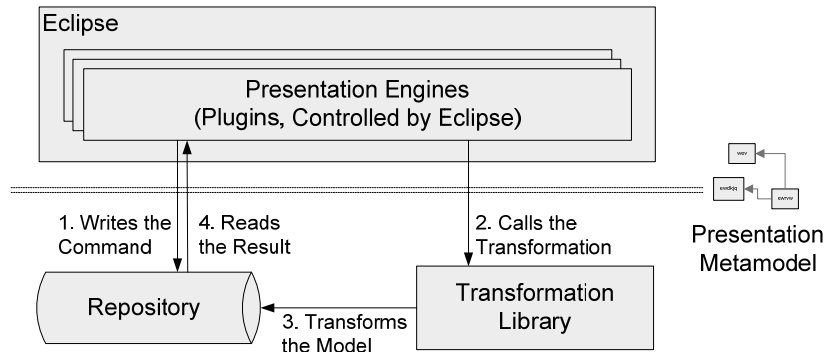 Eclipse
Presentation Engines
(Plugins, Controlled by Eclipse)
1. Writes the
Command
4. Reads
the Result
2. Calls the
Transformation
Presentation
Metamodel
Repository
3. Transforms
the Model
Transformation
Library